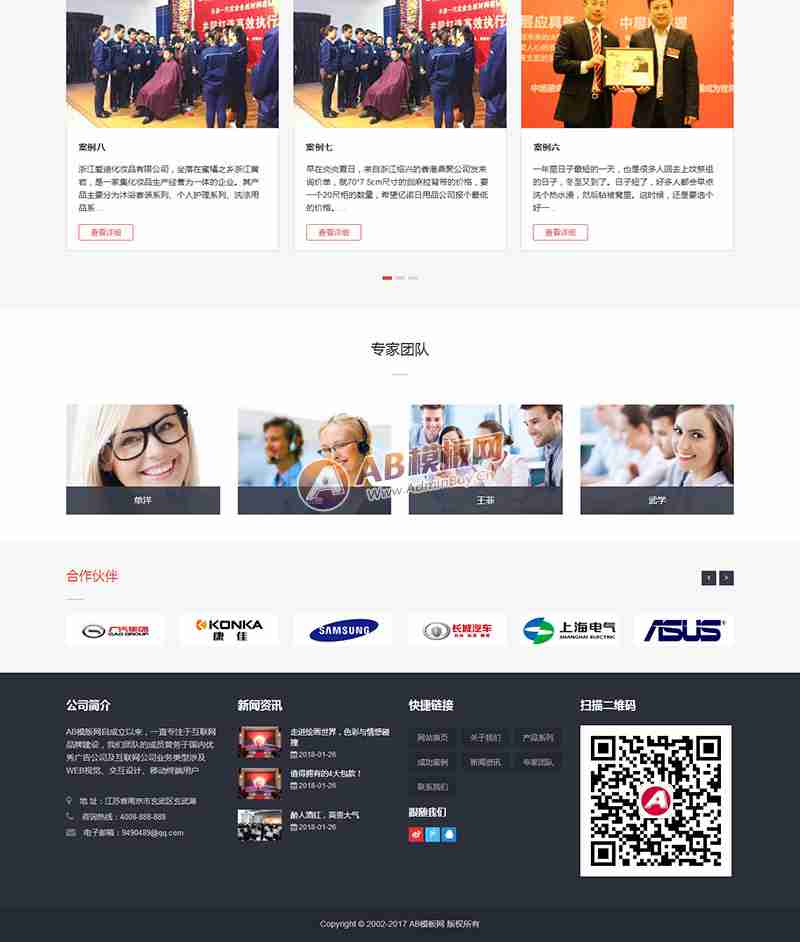 案例八
浙江爱迪化妆品有限公司，坐落在蜜橘之乡浙江黄
岩，是一家集化妆品生产经营为一体的企业。其产
品主要分为沐浴套装系列、个人护理系列、洗涤用
品系...
查看详细
案例七
早在炎炎夏日，来自浙江绍兴的香港鼎聚公司发来
询价单，就70*7.5cm尺寸的剑麻拉背带的价格，要
一个20尺柜的数量，希望亿诺日用品公司报个最低
的价格。...
查看详细
案例六
一年是日子最短的一天，也是很多人回去上坟祭祖
的日子，冬至又到了。日子短了，好多人都会早点
洗个热水澡，然后钻被窝里。这时候，还是要选个
好一...
查看详细
专家团队
单洋
王菲
武学
AB模板网
Www.AdminBuy.Cn
合作伙伴
广汽集团
GAG GROUP
KONKA
康佳
SAMSUNG
长城汽车
上海电气
SHANGHAI ELECTRIC
ASUS
公司简介
AB模板网自成立以来，一直专注于互联网
品牌建设，我们团队的成员曾务于国内优
秀广告公司及互联网公司业务类型涉及
WEB视觉、交互设计、移动终端用户
地 址：江苏省南京市玄武区玄武湖
咨询热线：4008-888-888
电子邮箱：9490489@qq.com
新闻资讯
走进绘画世界，色彩与情感碰
撞
2018-01-26
值得拥有的4大包款！
2018-01-26
酚人酒红，高贵大气
2018-01-26
快捷链接
网站首页 关于我们 产品系列
成功案例 新闻资讯 专家团队
联系我们
跟随我们
扫描二维码
Copyright © 2002-2017 AB模板网 版权所有